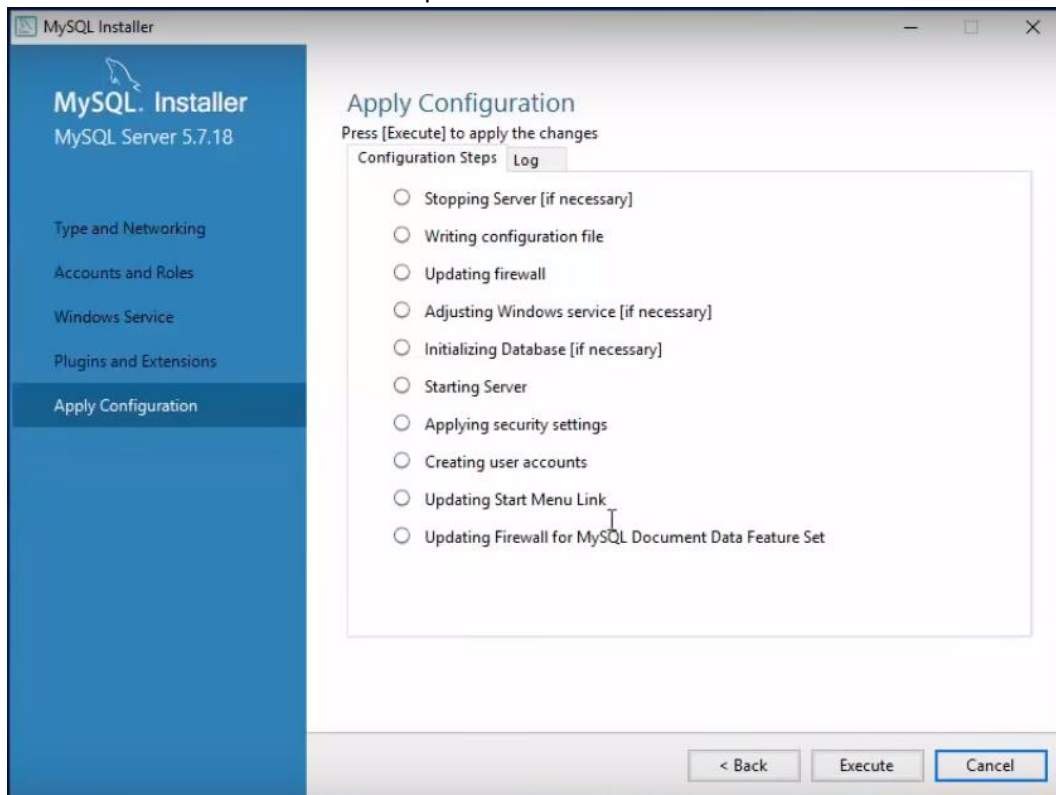 MySQL Installer
MySQL. Installer
MySQL Server 5.7.18
Type and Networking
Accounts and Roles
Windows Service
Plugins and Extensions
Apply Configuration
Apply Configuration
Press [Execute] to apply the changes
Configuration Steps Log
Stopping Server [if necessary]
Writing configuration file
Updating firewall
Adjusting Windows service [if necessary]
Initializing Database [if necessary]
Starting Server
Applying security settings
Creating user accounts
Updating Start Menu Link
Updating Firewall for MySQL Document Data Feature Set
< Back Execute Cancel